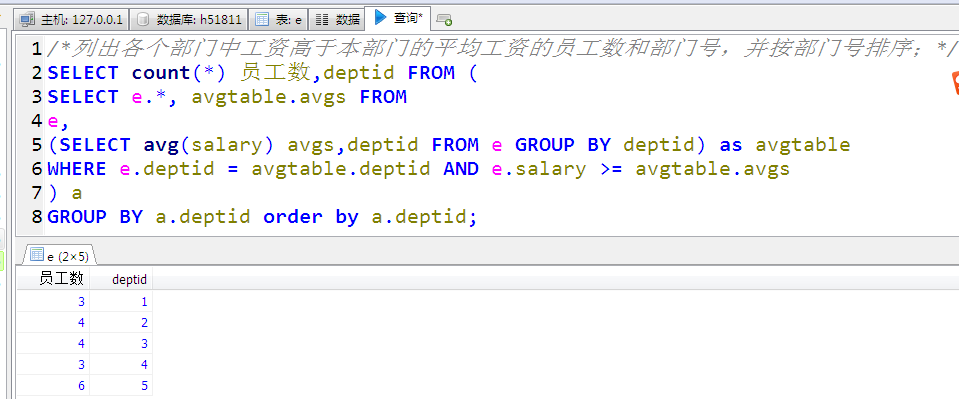 主机: 127.0.0.1 数据库: h51811 表: e 数据 查询*
1 /*列出各个部门中工资高于本部门的平均工资的员工数和部门号，并按部门号排序；*/
2 SELECT count(*) 员工数,deptid FROM (
3 SELECT e.*, avgtable.avgs FROM
4 e,
5 (SELECT avg(salary) avgs,deptid FROM e GROUP BY deptid) as avgtable
6 WHERE e.deptid = avgtable.deptid AND e.salary >= avgtable.avgs
7 ) a
8 GROUP BY a.deptid order by a.deptid;
e (2×5)
员工数 deptid
3 1
4 2
4 3
3 4
6 5